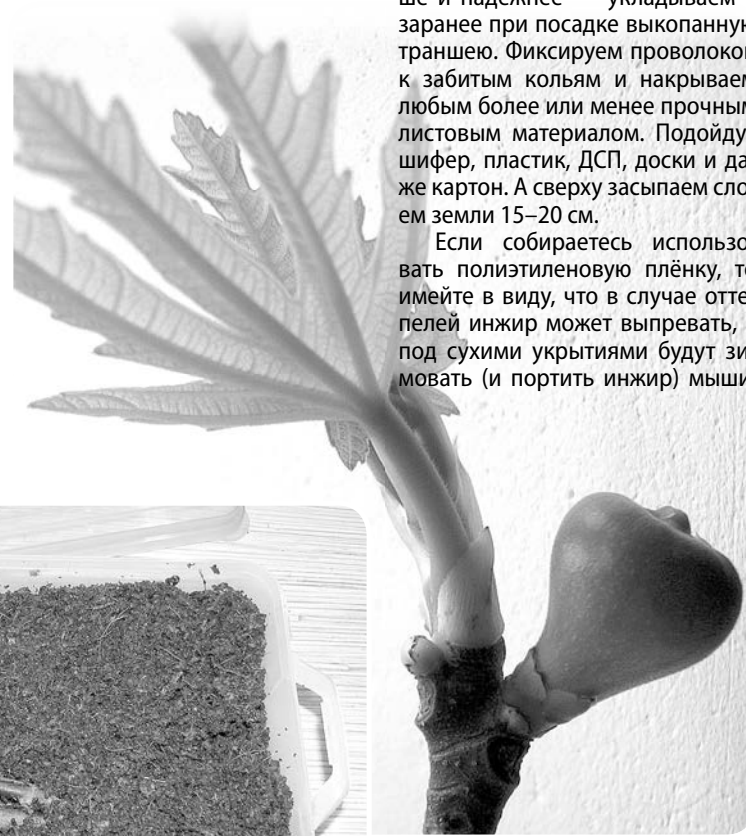 ше и надежнее — укладываем
заранее при посадке выкопанную
траншею. Фиксируем проволокой
к забитым кольям и накрываем
любым более или менее прочным
листовым материалом. Подойдут
шифер, пластик, ДСП, доски и да-
же картон. А сверху засыпаем сло-
ем земли 15–20 см.
Если собираетесь использо-
вать полиэтиленовую плёнку, то
имейте в виду, что в случае отте-
пелей инжир может выпревать,
под сухими укрытиями будут зи-
мовать (и портить инжир) мыши